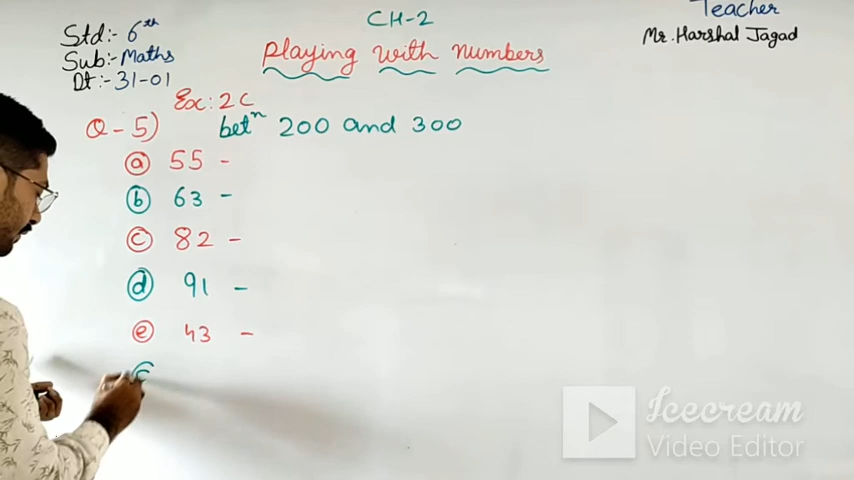 CH-2
Teacher
Std:- 6th
Mr. Harshal Jagad
Sub:- Maths
Playing with numbers
Dt:- 31-01
Ex: 2C
Q-5) betn 200 and 300
a 55 -
b 63 -
c 82 -
d 91 -
e 43 -
Icecream
Video Editor